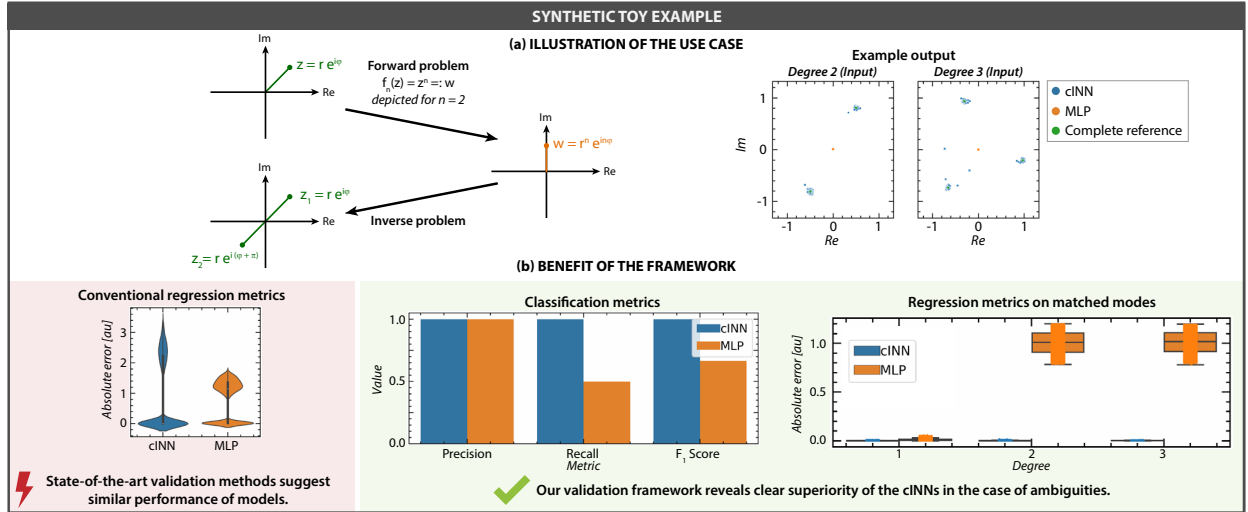 SYNTHETIC TOY EXAMPLE
(a) ILLUSTRATION OF THE USE CASE
Im
z = r e^iφ
Re
Forward problem
f_n(z) = z^n =: w
depicted for n = 2
Im
w = r^n e^inφ
Re
Im
z_1 = r e^iφ
Re
z_2 = r e^i (φ + π)
Inverse problem
Example output
Degree 2 (Input)
Degree 3 (Input)
Im
1
0
-1
-1
0
1
Re
-1
0
1
Re
cINN
MLP
Complete reference
(b) BENEFIT OF THE FRAMEWORK
Conventional regression metrics
Absolute error [au]
3
2
1
0
cINN
MLP
State-of-the-art validation methods suggest
similar performance of models.
Classification metrics
Value
1.0
0.5
0.0
cINN
MLP
Precision
Recall
F_1 Score
Metric
Regression metrics on matched modes
Absolute error [au]
1.0
0.5
0.0
cINN
MLP
1
2
3
Degree
Our validation framework reveals clear superiority of the cINNs in the case of ambiguities.